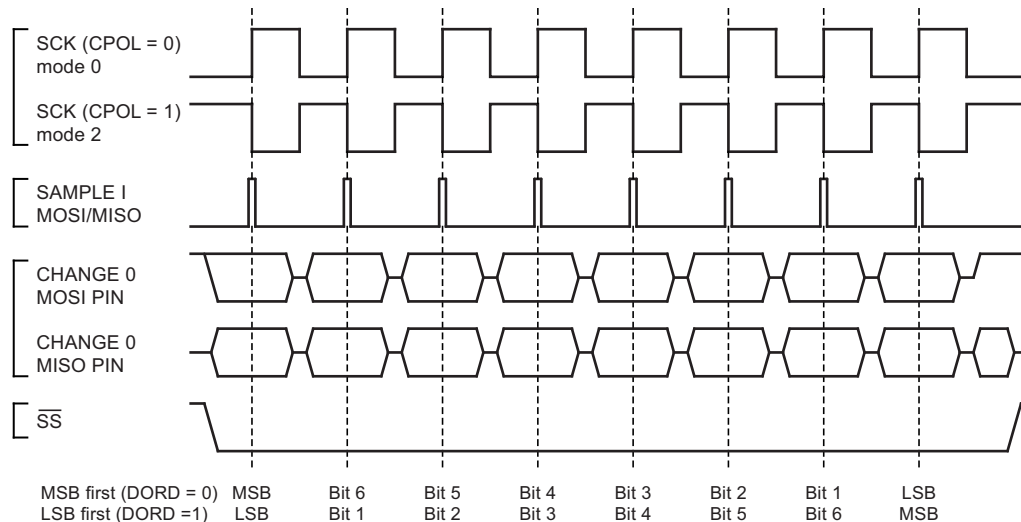 SCK (CPOL = 0)
mode 0
SCK (CPOL = 1)
mode 2
SAMPLE I
MOSI/MISO
CHANGE 0
MOSI PIN
CHANGE 0
MISO PIN
SS
MSB first (DORD = 0) MSB Bit 6 Bit 5 Bit 4 Bit 3 Bit 2 Bit 1 LSB
LSB first (DORD =1) LSB Bit 1 Bit 2 Bit 3 Bit 4 Bit 5 Bit 6 MSB